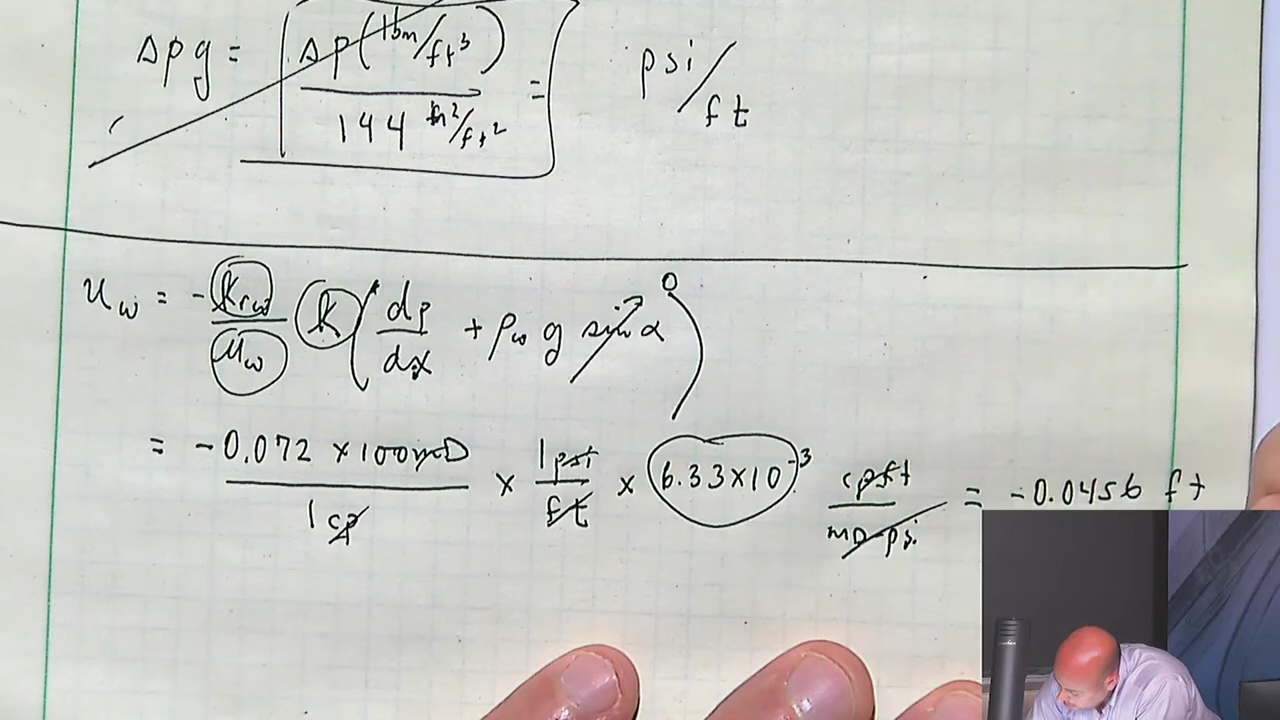 Δρg = Δρ(lbm/ft³) / 144 in²/ft² = psi/ft
u_w = - k_rw / μ_w k (dp/dx + ρ_w g sin α) 0
= -0.072 × 100 mD / 1 cp × 1 psi / ft × 6.33×10⁻³ cp ft / mD-psi = -0.0456 ft